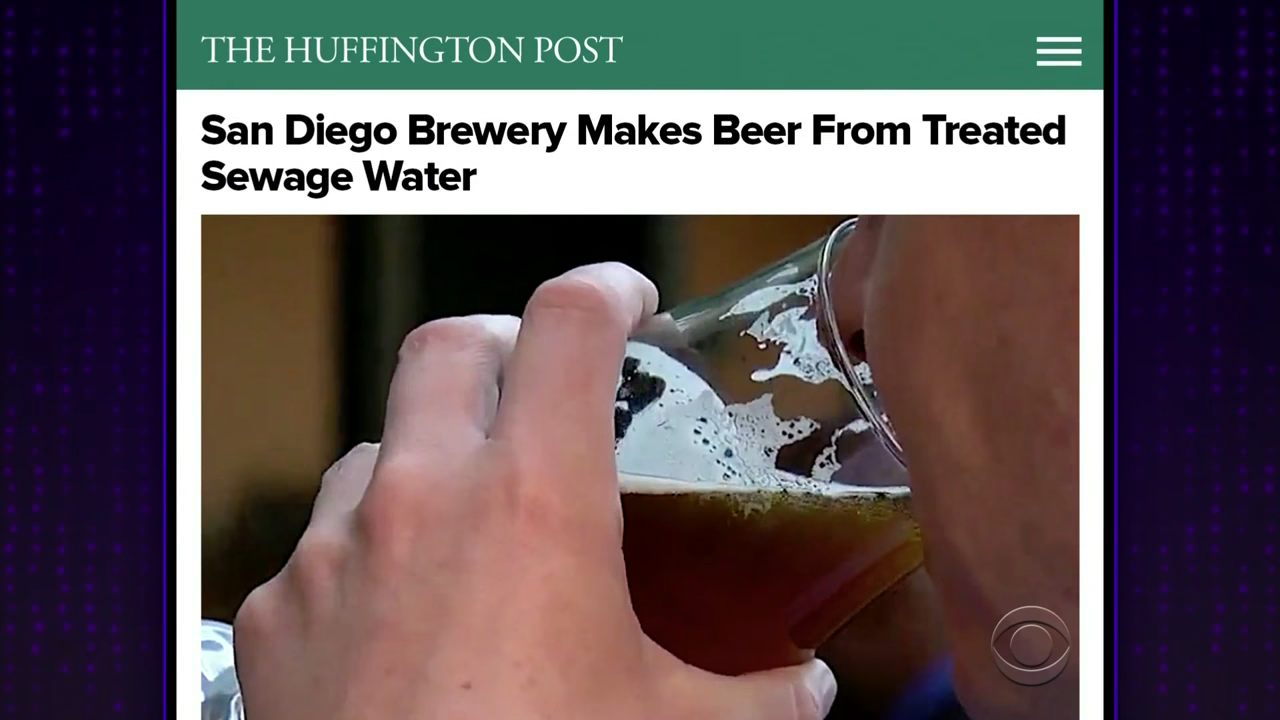 THE HUFFINGTON POST
San Diego Brewery Makes Beer From Treated
Sewage Water